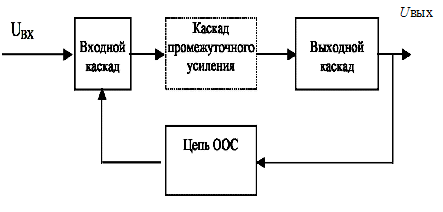 Uвх
Входной
каскад
Каскад
промежуточного
усиления
Выходной
каскад
Uвых
Цепь ООС